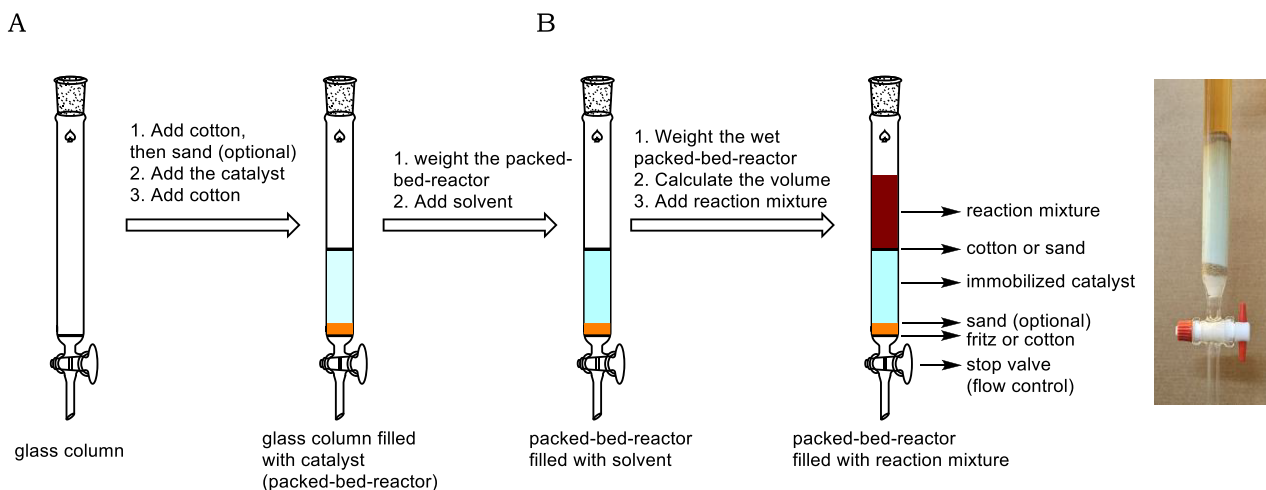 A
B
1. Add cotton,
then sand (optional)
2. Add the catalyst
3. Add cotton
1. weight the packed-
bed-reactor
2. Add solvent
1. Weight the wet
packed-bed-reactor
2. Calculate the volume
3. Add reaction mixture
reaction mixture
cotton or sand
immobilized catalyst
sand (optional)
fritz or cotton
stop valve
(flow control)
glass column
glass column filled
with catalyst
(packed-bed-reactor)
packed-bed-reactor
filled with solvent
packed-bed-reactor
filled with reaction mixture